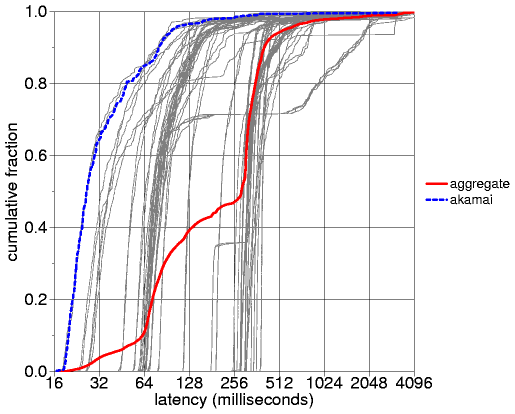 1.0
0.8
0.6
0.4
0.2
0.0
cumulative fraction
16 32 64 128 256 512 1024 2048 4096
latency (milliseconds)
aggregate
akamai